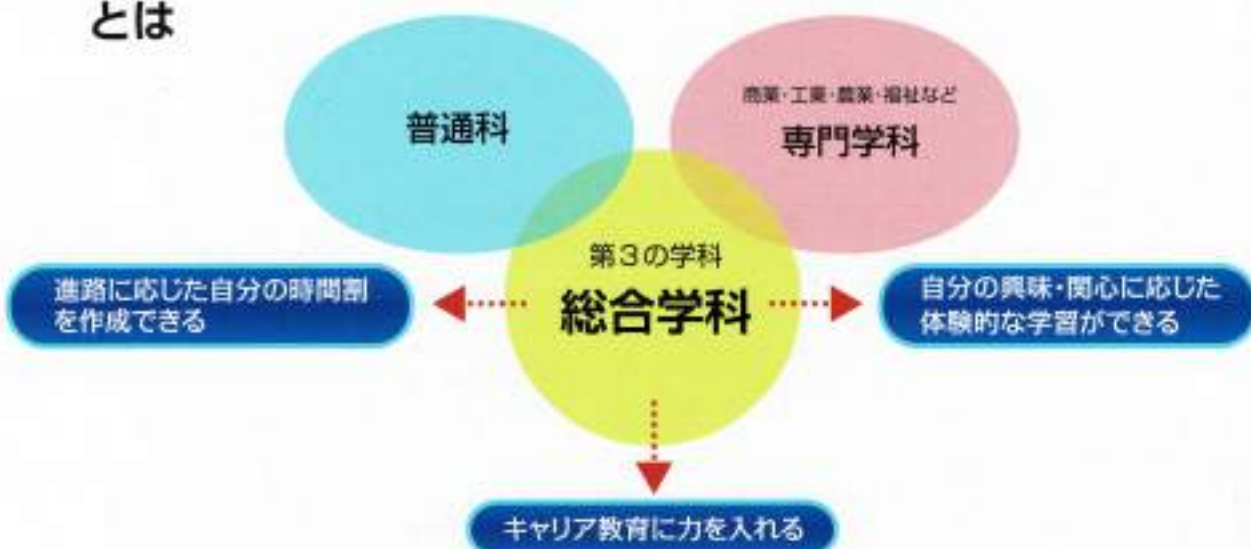 とは
普通科
商業・工業・農業・福祉など
専門学科
第3の学科
総合学科
進路に応じた自分の時間割
を作成できる
自分の興味・関心に応じた
体験的な学習ができる
キャリア教育に力を入れる